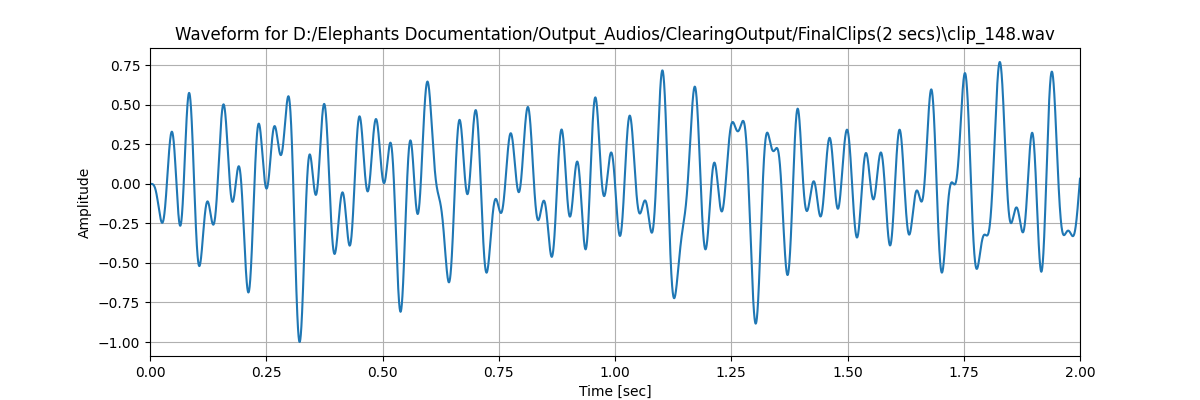 Waveform for D:/Elephants Documentation/Output_Audios/ClearingOutput/FinalClips(2 secs)\clip_148.wav
Amplitude
0.75
0.50
0.25
0.00
−0.25
−0.50
−0.75
−1.00
0.00 0.25 0.50 0.75 1.00 1.25 1.50 1.75 2.00
Time [sec]